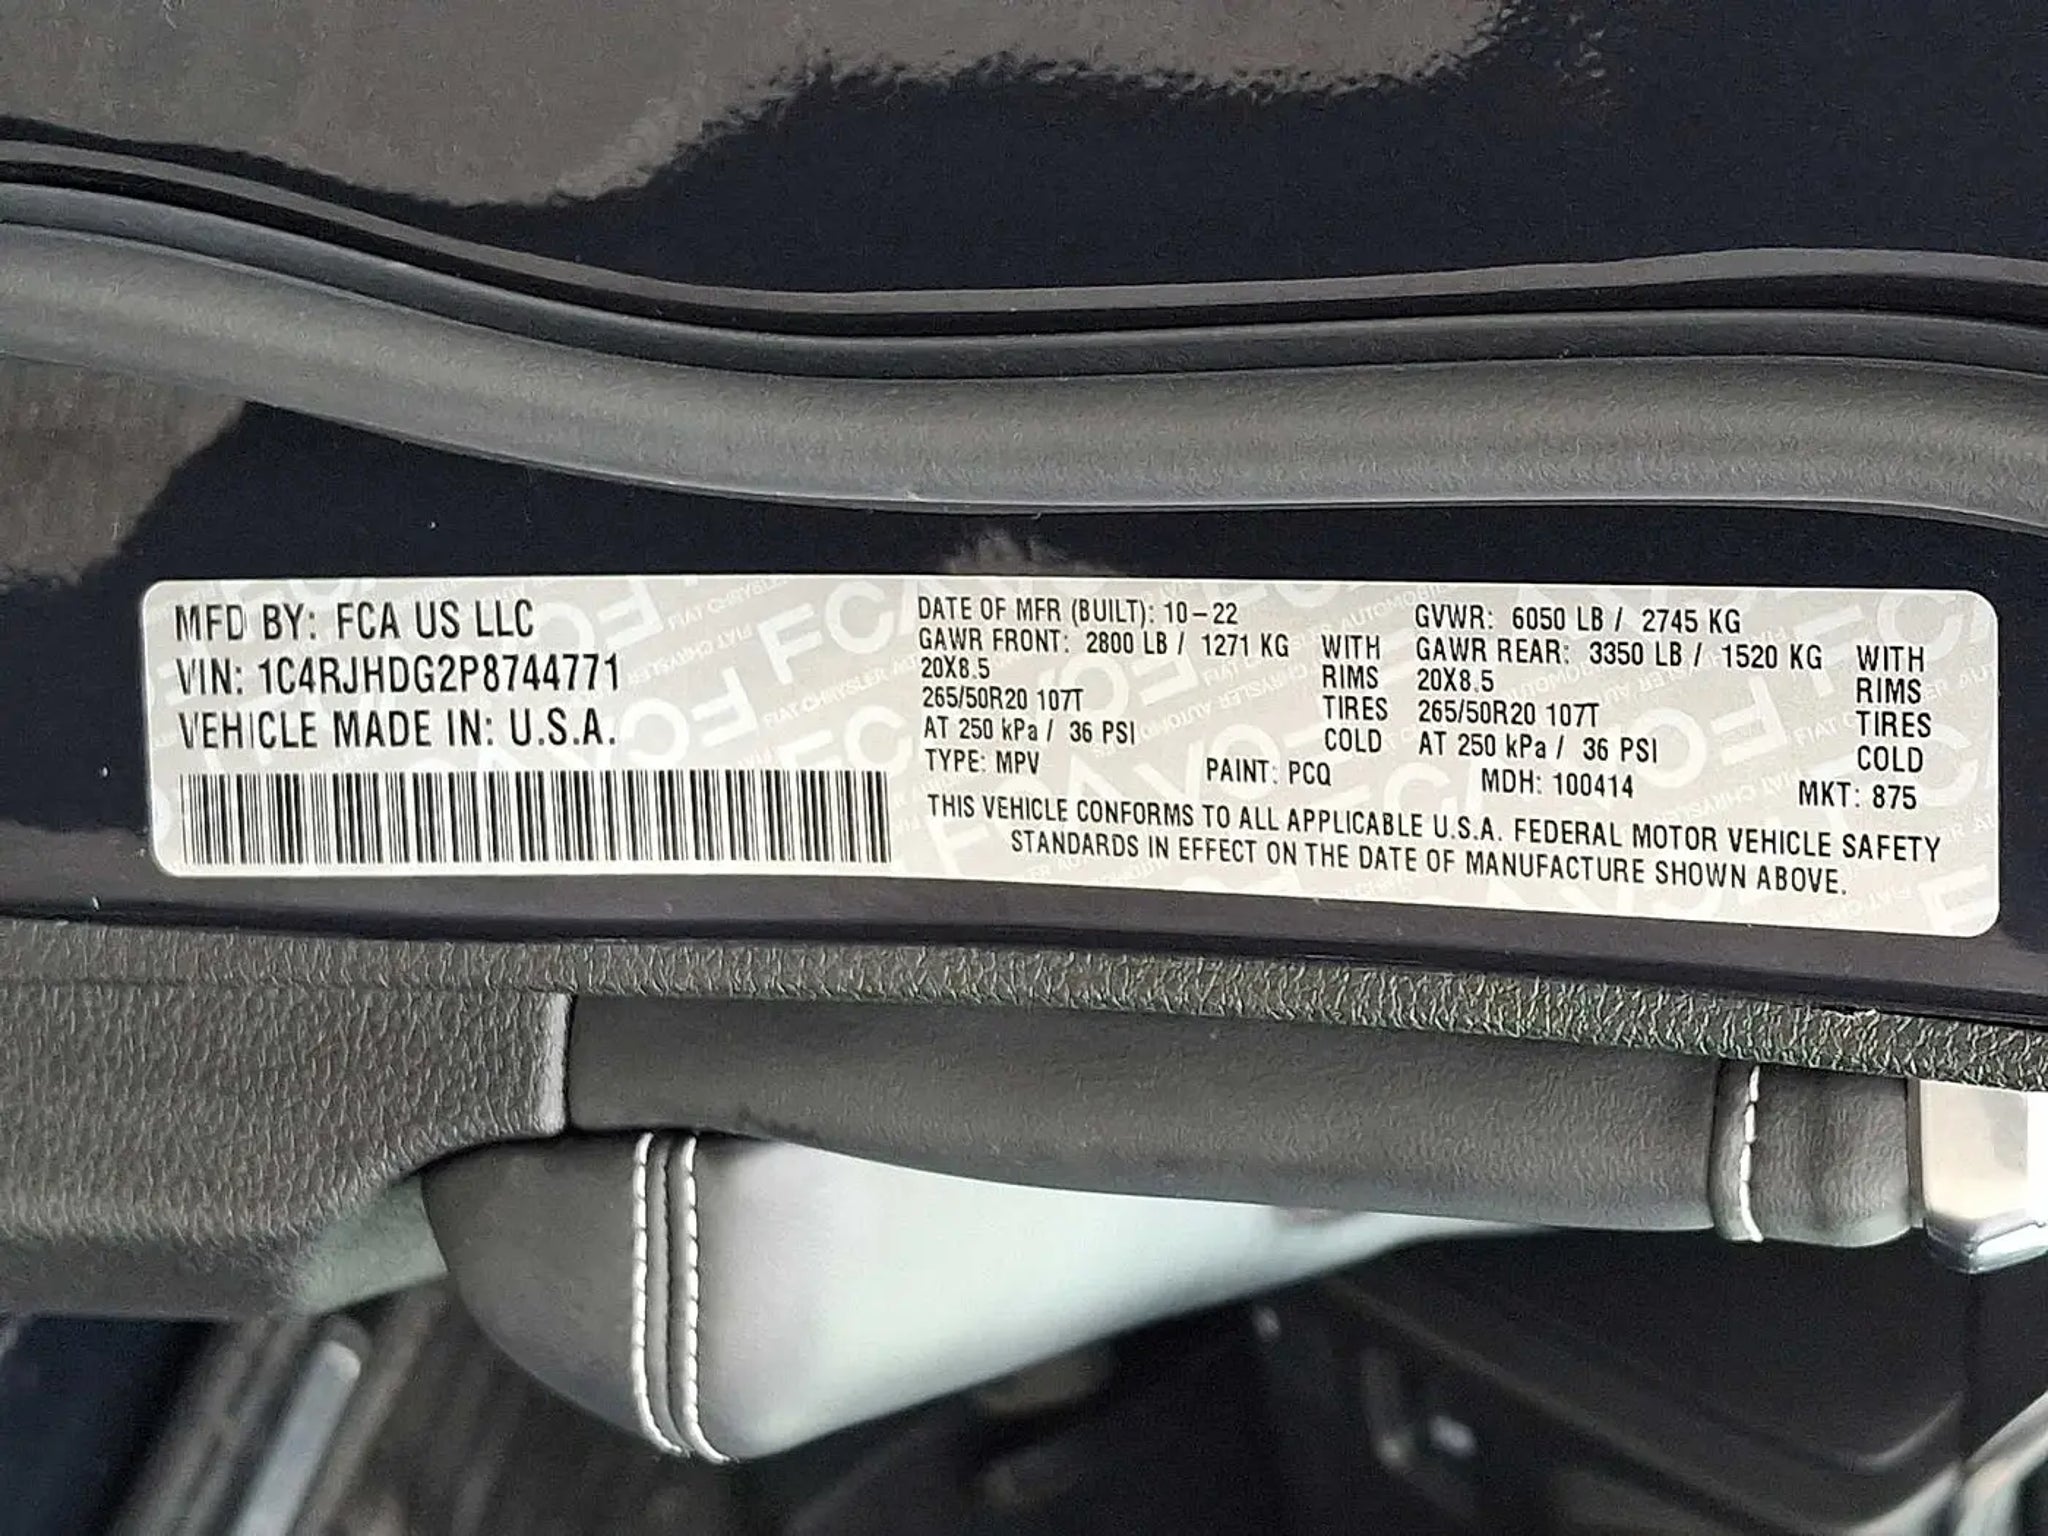 MFD BY: FCA US LLC
VIN: 1C4RJHDG2P8744771
VEHICLE MADE IN: U.S.A.
DATE OF MFR (BUILT): 10-22
GAWR FRONT: 2800 LB / 1271 KG WITH
20X8.5 RIMS
265/50R20 107T TIRES
AT 250 kPa / 36 PSI COLD
GVWR: 6050 LB / 2745 KG
GAWR REAR: 3350 LB / 1520 KG WITH
20X8.5 RIMS
265/50R20 107T TIRES
AT 250 kPa / 36 PSI COLD
TYPE: MPV PAINT: PCQ MDH: 100414 MKT: 875
THIS VEHICLE CONFORMS TO ALL APPLICABLE U.S.A. FEDERAL MOTOR VEHICLE SAFETY
STANDARDS IN EFFECT ON THE DATE OF MANUFACTURE SHOWN ABOVE.